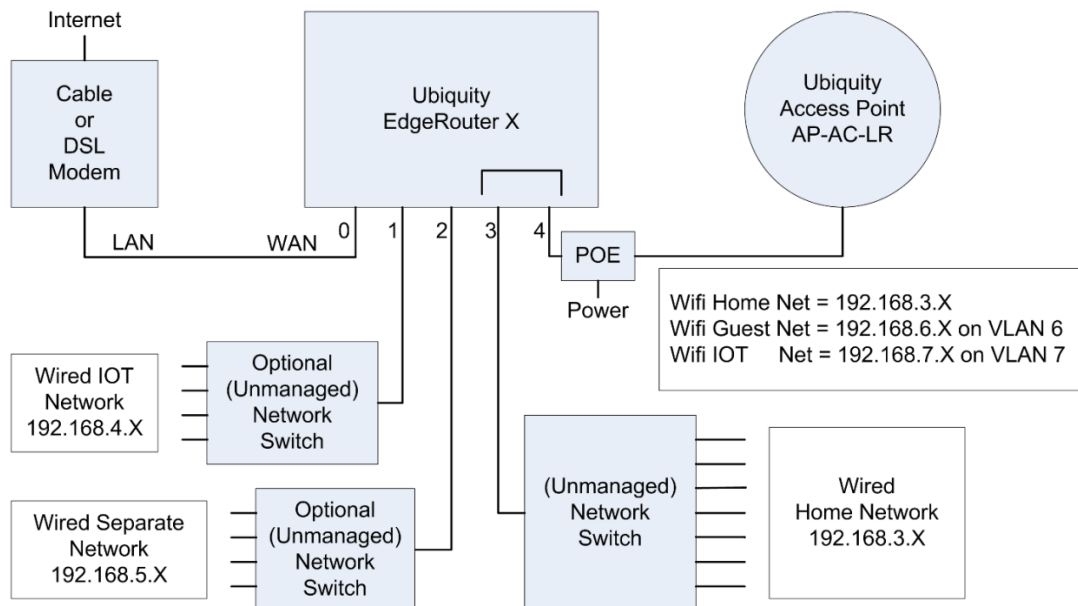 Internet
Cable
or
DSL
Modem
Ubiquity
EdgeRouter X
Ubiquity
Access Point
AP-AC-LR
LAN
WAN
0
1
2
3
4
POE
Power
Wifi Home Net = 192.168.3.X
Wifi Guest Net = 192.168.6.X on VLAN 6
Wifi IOT Net = 192.168.7.X on VLAN 7
Wired IOT
Network
192.168.4.X
Optional
(Unmanaged)
Network
Switch
Wired Separate
Network
192.168.5.X
Optional
(Unmanaged)
Network
Switch
(Unmanaged)
Network
Switch
Wired
Home Network
192.168.3.X